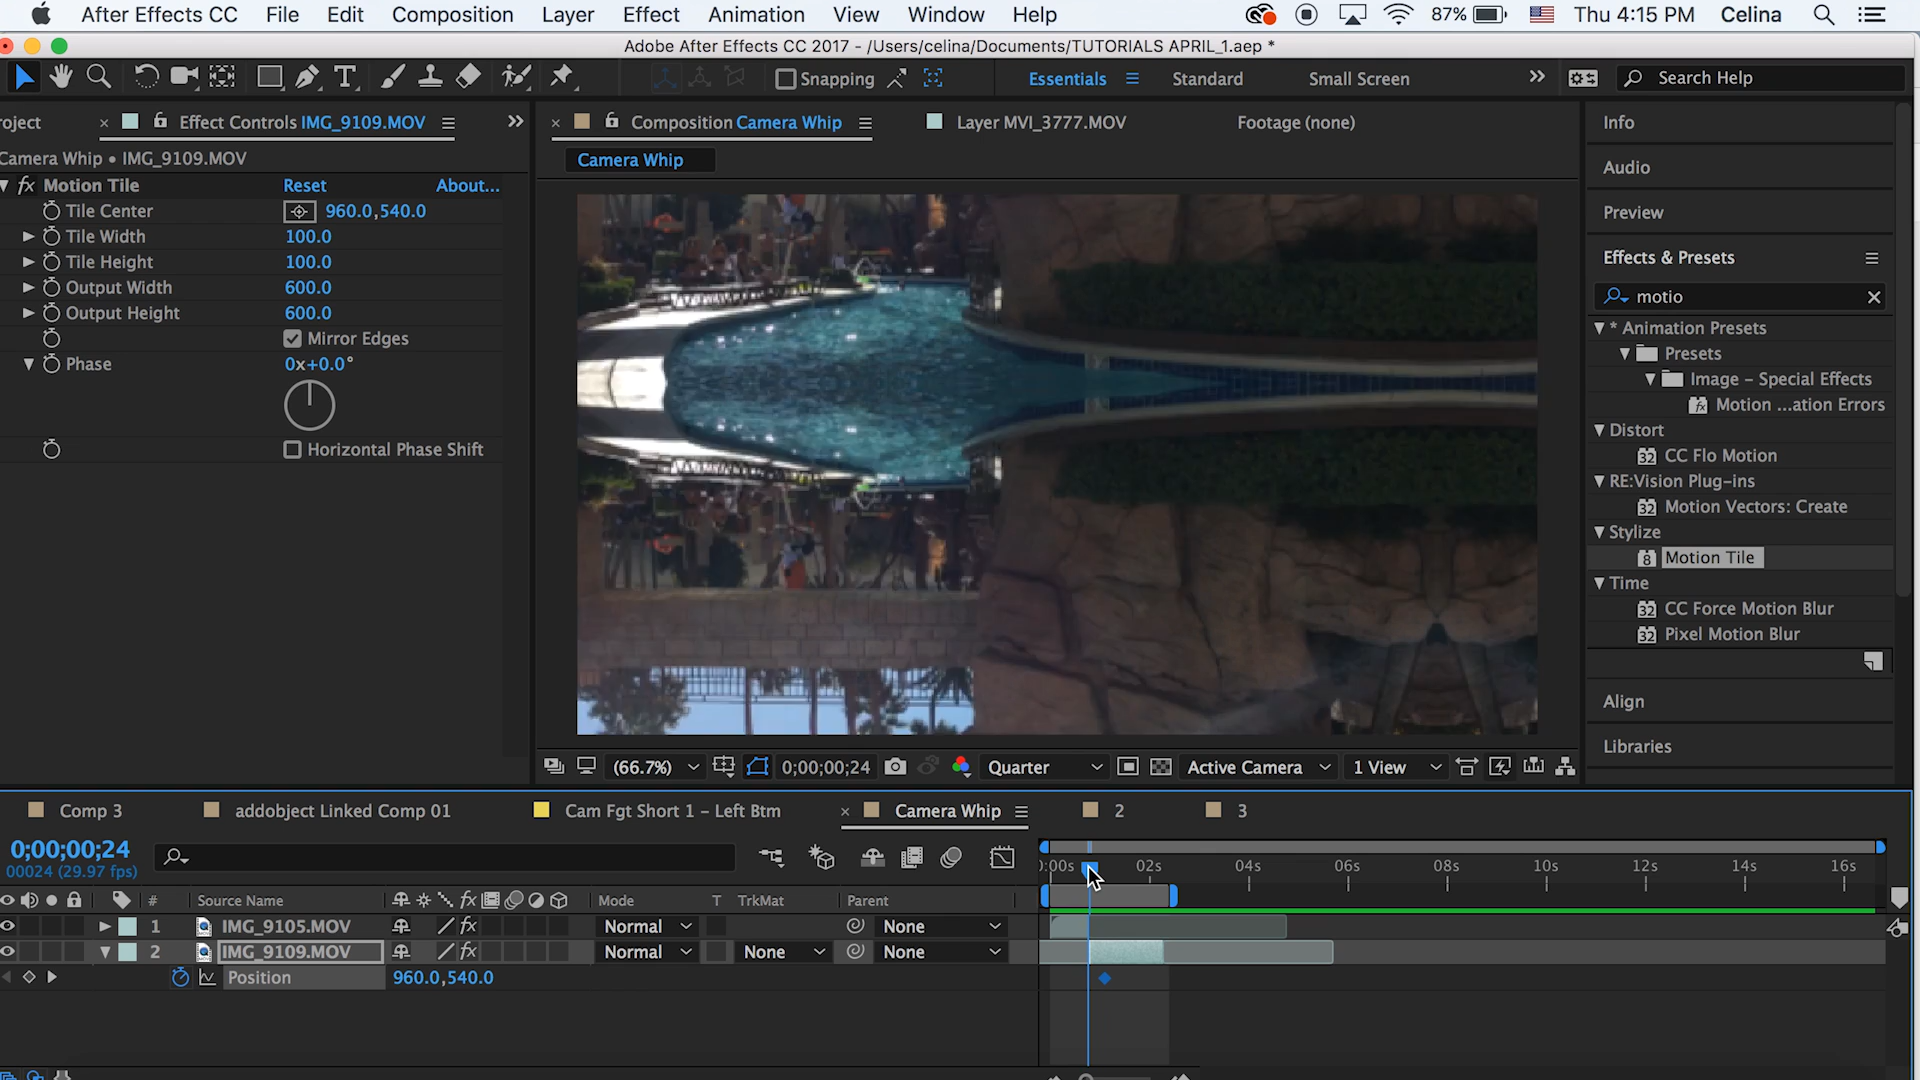 After Effects CC File Edit Composition Layer Effect Animation View Window Help 87% Thu 4:15 PM Celina
Adobe After Effects CC 2017 - /Users/celina/Documents/TUTORIALS APRIL_1.aep *
Snapping Essentials Standard Small Screen Search Help
roject Effect Controls IMG_9109.MOV Composition Camera Whip Layer MVI_3777.MOV Footage (none)
Camera Whip • IMG_9109.MOV
Camera Whip
fx Motion Tile Reset About...
Tile Center 960.0,540.0
Tile Width 100.0
Tile Height 100.0
Output Width 600.0
Output Height 600.0
Mirror Edges
Phase 0x+0.0°
Horizontal Phase Shift
Info
Audio
Preview
Effects & Presets
motio
* Animation Presets
Presets
Image – Special Effects
Motion ...ation Errors
Distort
32 CC Flo Motion
RE:Vision Plug-ins
32 Motion Vectors: Create
Stylize
8 Motion Tile
Time
32 CC Force Motion Blur
32 Pixel Motion Blur
Align
Libraries
(66.7%) 0;00;00;24 Quarter Active Camera 1 View
Comp 3 addobject Linked Comp 01 Cam Fgt Short 1 – Left Btm Camera Whip 2 3
0;00;00;24
00024 (29.97 fps)
):00s 02s 04s 06s 08s 10s 12s 14s 16s
# Source Name fx Mode T TrkMat Parent
1 IMG_9105.MOV fx Normal None
2 IMG_9109.MOV fx Normal None None
Position 960.0,540.0